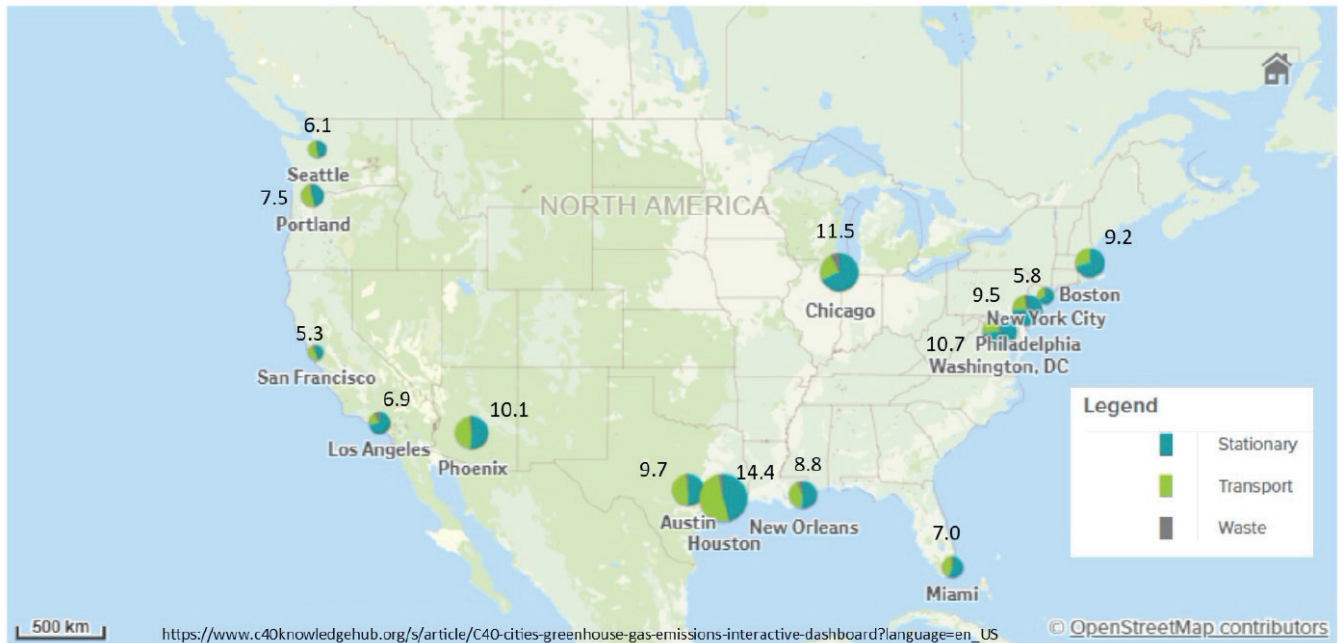 6.1
Seattle
7.5
Portland
NORTH AMERICA
11.5
Chicago
9.2
5.8
Boston
9.5
New York City
10.7
Philadelphia
Washington, DC
5.3
San Francisco
6.9
Los Angeles
10.1
Phoenix
9.7
Austin
14.4
Houston
8.8
New Orleans
7.0
Miami
Legend
Stationary
Transport
Waste
500 km
https://www.c40knowledgehub.org/s/article/C40-cities-greenhouse-gas-emissions-interactive-dashboard?language=en_US
© OpenStreetMap contributors